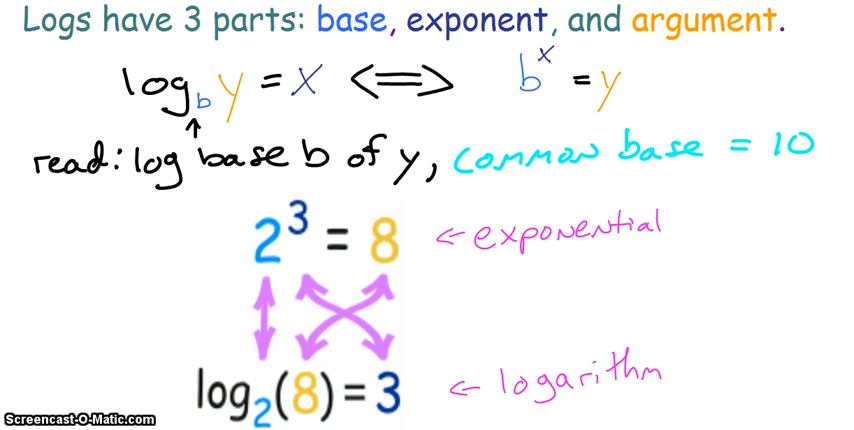 Logs have 3 parts: base, exponent, and argument.
log_b y = x ⟺ b^x = y
read: log base b of y, common base = 10
2^3 = 8 ← exponential
log_2(8) = 3 ← logarithm
Screencast-O-Matic.com